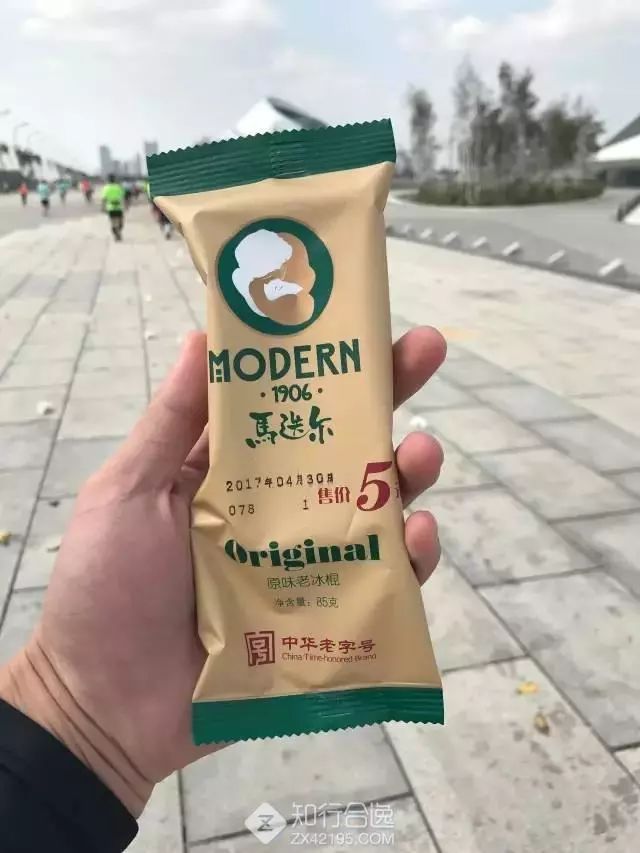 MODERN
·1906·
馬迭尔
2017年04月30日
078 1
售价5元
Original
原味老冰棍
净含量：85克
中华老字号
China Time-honored Brand
知行合逸
ZX42195.COM